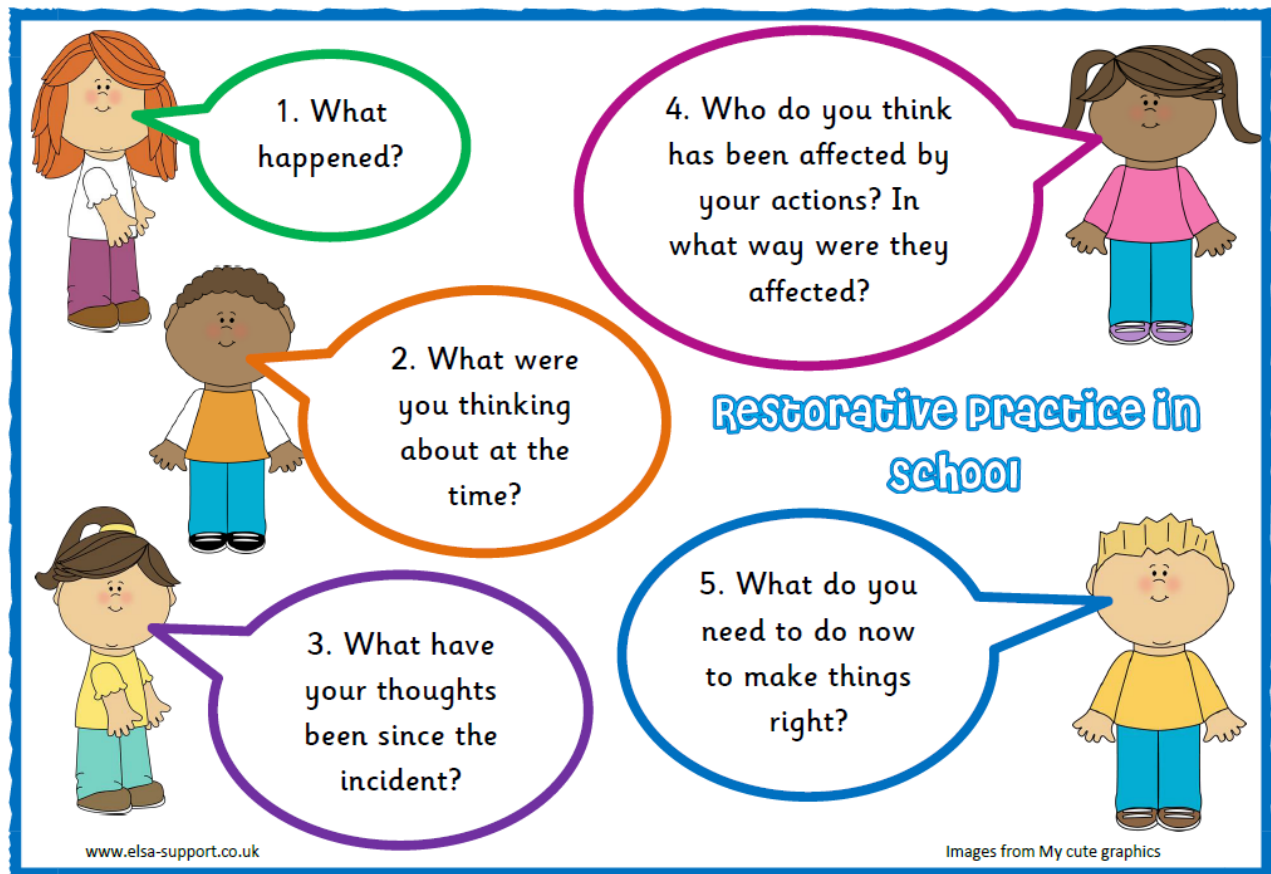 1. What
happened?
2. What were
you thinking
about at the
time?
3. What have
your thoughts
been since the
incident?
4. Who do you think
has been affected by
your actions? In
what way were they
affected?
Restorative Practice in
school
5. What do you
need to do now
to make things
right?
www.elsa-support.co.uk
Images from My cute graphics